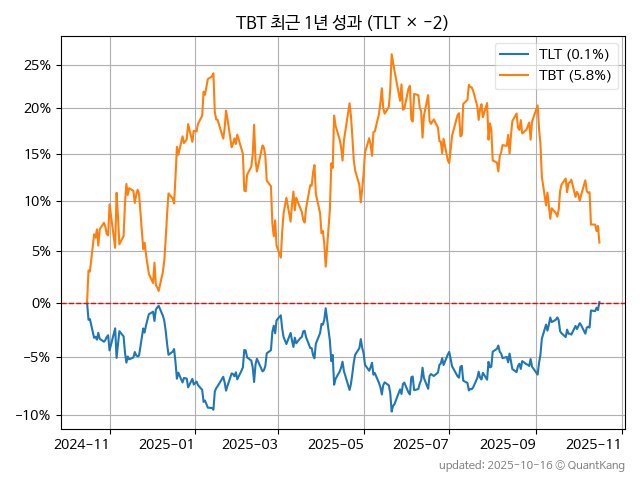 TBT 최근 1년 성과 (TLT × −2)
TLT (0.1%)
TBT (5.8%)
25%
20%
15%
10%
5%
0%
−5%
−10%
2024-11 2025-01 2025-03 2025-05 2025-07 2025-09 2025-11
updated: 2025-10-16 © QuantKang